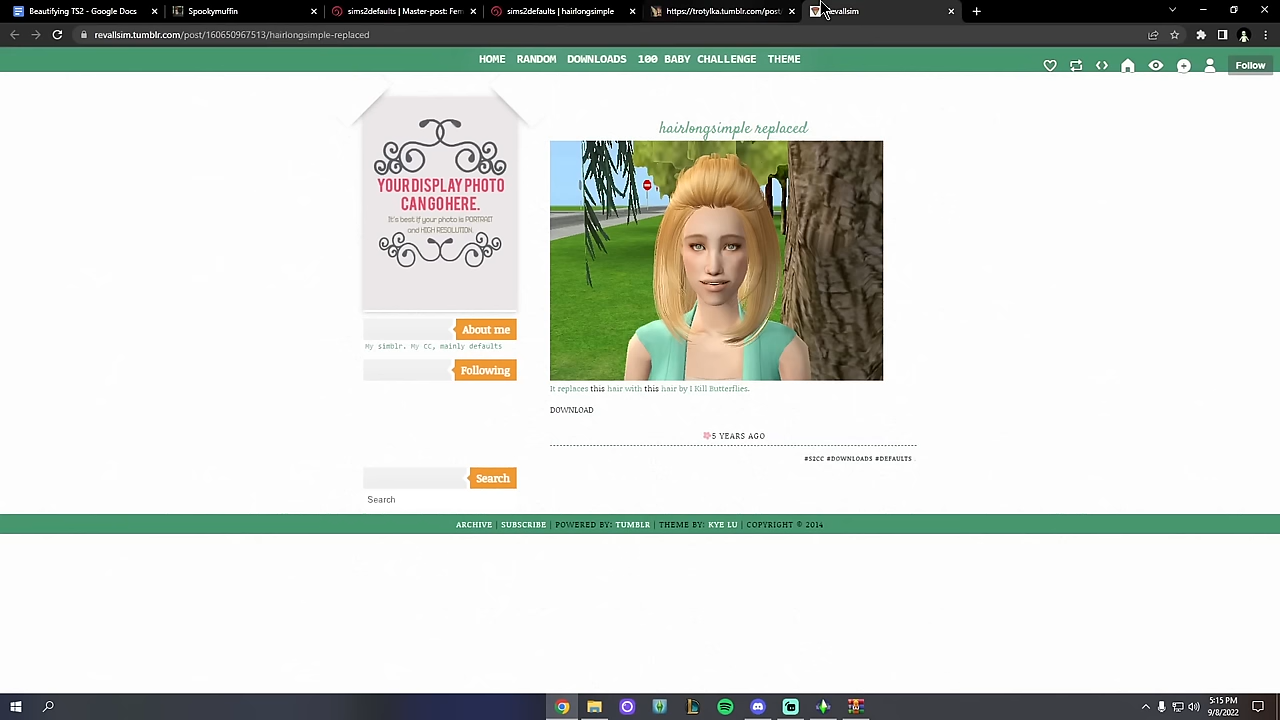 Beautifying TS2 - Google Docs
Spookymuffin
sims2defaults | Master-post: Fem
sims2defaults | hairlongsimple
https://trotylka.tumblr.com/post
revallsim
revallsim.tumblr.com/post/160650967513/hairlongsimple-replaced
HOME RANDOM DOWNLOADS 100 BABY CHALLENGE THEME
Follow
hairlongsimple replaced
YOUR DISPLAY PHOTO
CAN GO HERE.
It's best if your photo is PORTRAIT
and HIGH RESOLUTION.
About me
My simblr. My CC, mainly defaults
Following
It replaces this hair with this hair by I Kill Butterflies.
DOWNLOAD
5 YEARS AGO
#S2CC #DOWNLOADS #DEFAULTS
Search
Search
ARCHIVE | SUBSCRIBE | POWERED BY: TUMBLR | THEME BY: KYE LU | COPYRIGHT © 2014
5:15 PM
9/8/2022